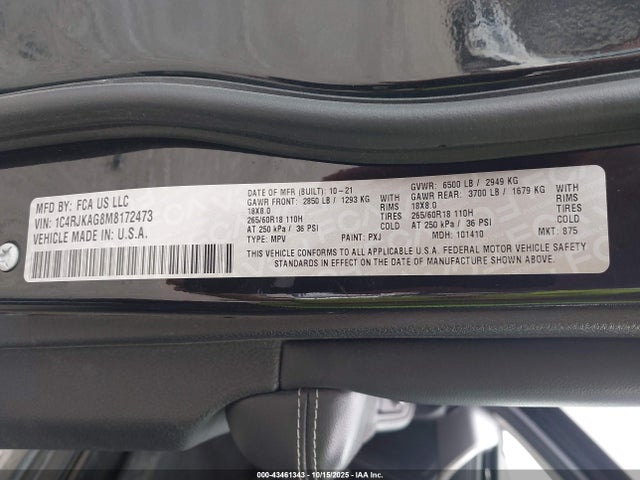 MFD BY: FCA US LLC
VIN: 1C4RJKAG8M8172473
VEHICLE MADE IN: U.S.A.
DATE OF MFR (BUILT): 10-21
GAWR FRONT: 2850 LB / 1293 KG WITH
18X8.0 RIMS
265/60R18 110H TIRES
AT 250 kPa / 36 PSI COLD
GVWR: 6500 LB / 2949 KG
GAWR REAR: 3700 LB / 1679 KG WITH
18X8.0 RIMS
265/60R18 110H TIRES
AT 250 kPa / 36 PSI COLD
TYPE: MPV PAINT: PXJ MDH: 101410 MKT: 875
THIS VEHICLE CONFORMS TO ALL APPLICABLE U.S.A. FEDERAL MOTOR VEHICLE SAFETY
STANDARDS IN EFFECT ON THE DATE OF MANUFACTURE SHOWN ABOVE.
000-43461343 - 10/15/2025 - IAA Inc.